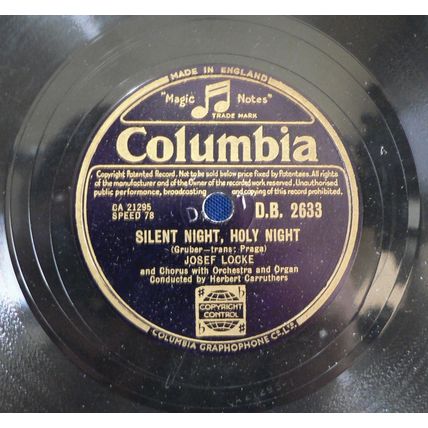 MADE IN ENGLAND
"Magic Notes"
TRADE MARK
Columbia
Copyright Patented Record. Not to be sold below price fixed by Patentees. All rights
of the manufacturer and of the Owner of the recorded work reserved. Unauthorised
public performance, broadcasting and copying of this record prohibited.
CA 21295
SPEED 78
D.B. 2633
SILENT NIGHT, HOLY NIGHT
(Gruber-trans: Praga)
JOSEF LOCKE
and Chorus with Orchestra and Organ
Conducted by Herbert Carruthers
COPYRIGHT
CONTROL
COLUMBIA GRAPHOPHONE CO. LTD.